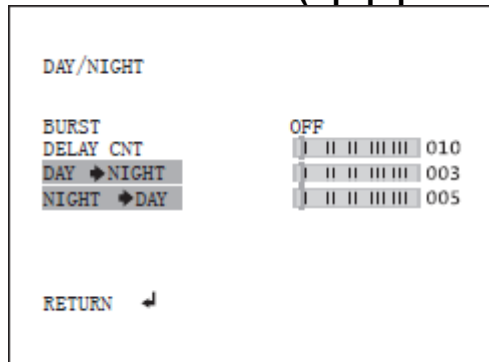 DAY/NIGHT
BURST OFF
DELAY CNT 010
DAY ➔NIGHT 003
NIGHT ➔DAY 005
RETURN ↲